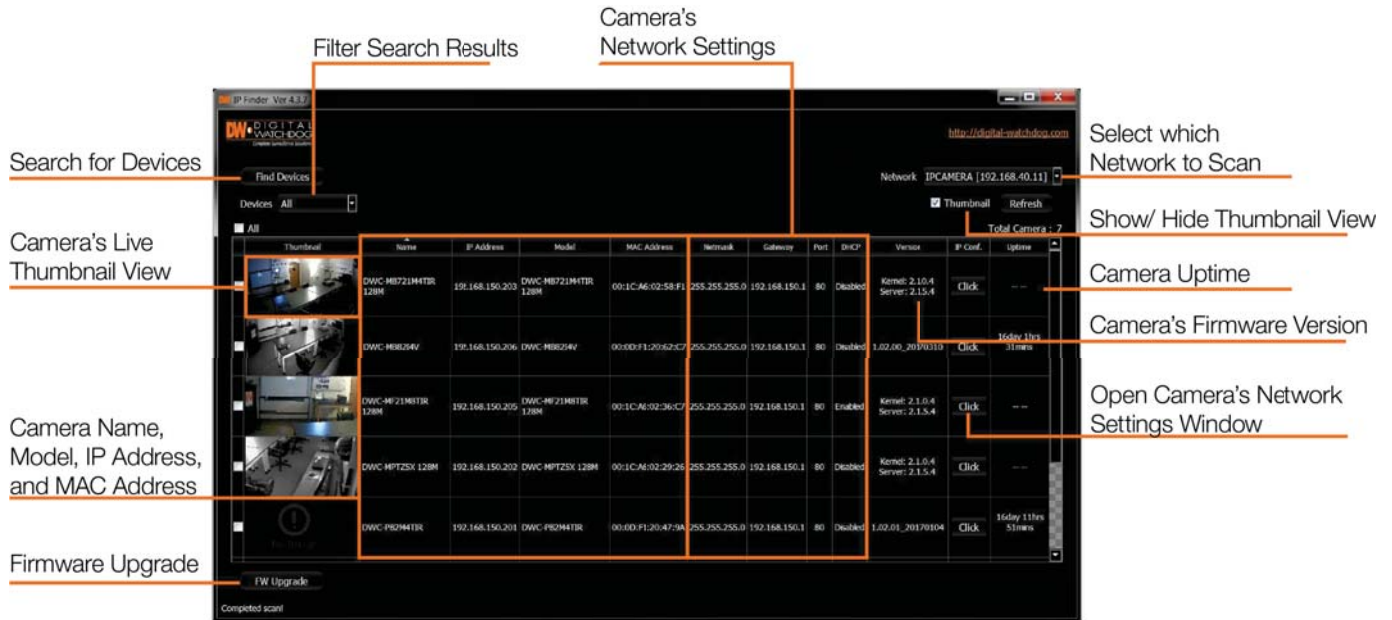 Camera's
Network Settings
Filter Search Results
IP Finder Ver 4.3.7
DW DIGITAL
WATCHDOG
http://digital-watchdog.com
Select which
Network to Scan
Search for Devices
Find Devices
Network IPCAMERA [192.168.40.11]
Devices All
Thumbnail Refresh
Show/ Hide Thumbnail View
All
Total Camera : 7
Camera's Live
Thumbnail View
Thumbnail Name IP Address Model MAC Address Netmask Gateway Port DHCP Version IP Conf. Uptime
Camera Uptime
DWC-MB721M4TIR
128M
192.168.150.203 DWC-MB721M4TIR
128M
00:1C:A6:02:58:F1 255.255.255.0 192.168.150.1 80 Disabled
Kernel: 2.1.0.4
Server: 2.1.5.4
Click -- --
Camera's Firmware Version
DWC-MB82I4V 192.168.150.206 DWC-MB82I4V 00:0D:F1:20:62:C7 255.255.255.0 192.168.150.1 80 Disabled 1.02.00_20170310 Click
16day 1hrs
31mins
Open Camera's Network
Settings Window
DWC-MF21M8TIR
128M
192.168.150.205 DWC-MF21M8TIR
128M
00:1C:A6:02:36:C7 255.255.255.0 192.168.150.1 80 Enabled
Kernel: 2.1.0.4
Server: 2.1.5.4
Click -- --
Camera Name,
Model, IP Address,
and MAC Address
DWC-MPTZ5X 128M 192.168.150.202 DWC-MPTZ5X 128M 00:1C:A6:02:29:26 255.255.255.0 192.168.150.1 80 Disabled
Kernel: 2.1.0.4
Server: 2.1.5.4
Click -- --
DWC-PB2M4TIR 192.168.150.201 DWC-PB2M4TIR 00:0D:F1:20:47:9A 255.255.255.0 192.168.150.1 80 Disabled 1.02.01_20170104 Click
16day 11hrs
51mins
Firmware Upgrade
FW Upgrade
Completed scan!